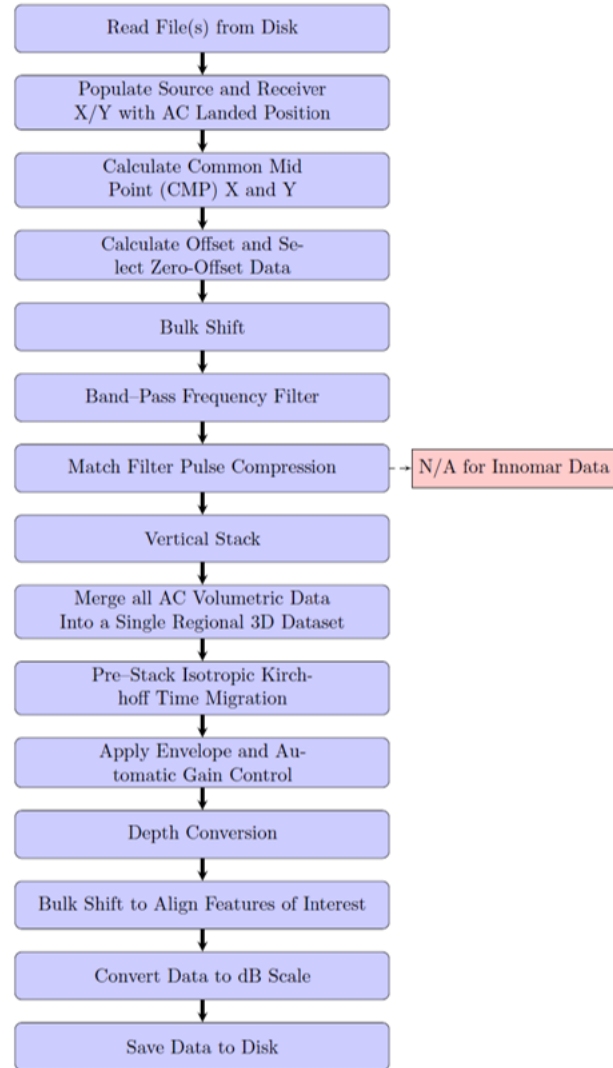 Read File(s) from Disk
Populate Source and Receiver
X/Y with AC Landed Position
Calculate Common Mid
Point (CMP) X and Y
Calculate Offset and Se-
lect Zero-Offset Data
Bulk Shift
Band–Pass Frequency Filter
Match Filter Pulse Compression
N/A for Innomar Data
Vertical Stack
Merge all AC Volumetric Data
Into a Single Regional 3D Dataset
Pre–Stack Isotropic Kirch-
hoff Time Migration
Apply Envelope and Au-
tomatic Gain Control
Depth Conversion
Bulk Shift to Align Features of Interest
Convert Data to dB Scale
Save Data to Disk